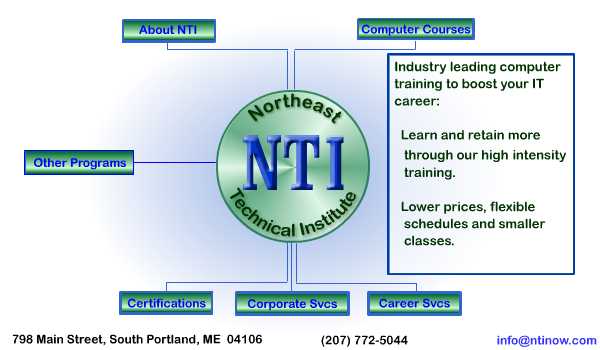 About NTI
Computer Courses
Industry leading computer
training to boost your IT
career:
Learn and retain more
through our high intensity
training.
Lower prices, flexible
schedules and smaller
classes.
Northeast
NTI
Technical Institute
Other Programs
Certifications
Corporate Svcs
Career Svcs
798 Main Street, South Portland, ME 04106
(207) 772-5044
info@ntinow.com